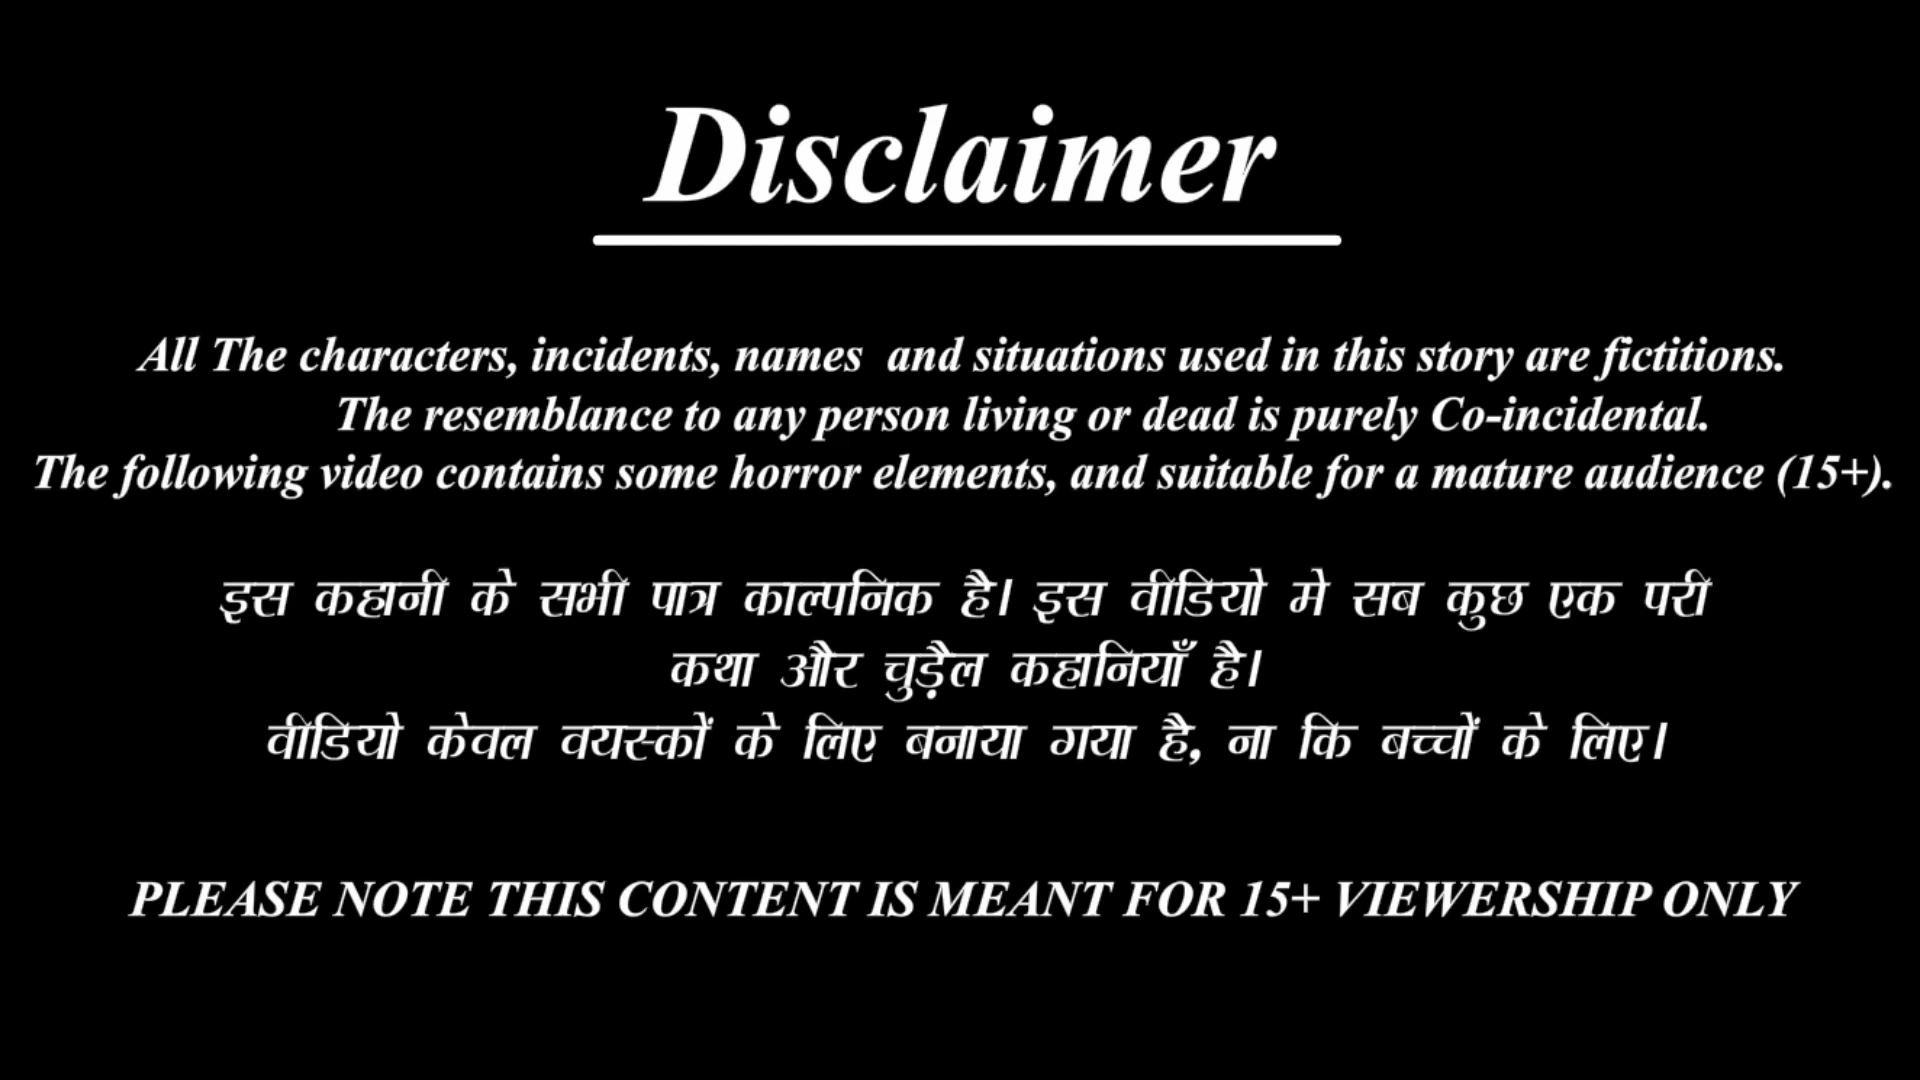 Disclaimer
All The characters, incidents, names and situations used in this story are fictitions.
The resemblance to any person living or dead is purely Co-incidental.
The following video contains some horror elements, and suitable for a mature audience (15+).
इस कहानी के सभी पात्र काल्पनिक है। इस वीडियो मे सब कुछ एक परी
कथा और चुड़ैल कहानियाँ है।
वीडियो केवल वयस्कों के लिए बनाया गया है, ना कि बच्चों के लिए।
PLEASE NOTE THIS CONTENT IS MEANT FOR 15+ VIEWERSHIP ONLY